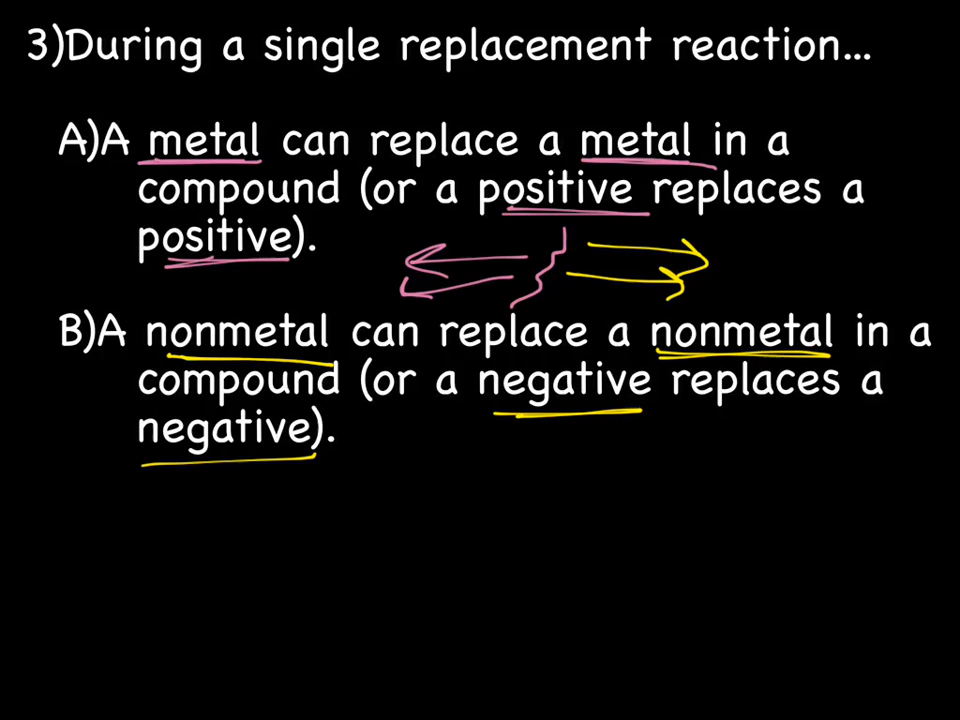 3)During a single replacement reaction...
A)A metal can replace a metal in a
compound (or a positive replaces a
positive).
B)A nonmetal can replace a nonmetal in a
compound (or a negative replaces a
negative).